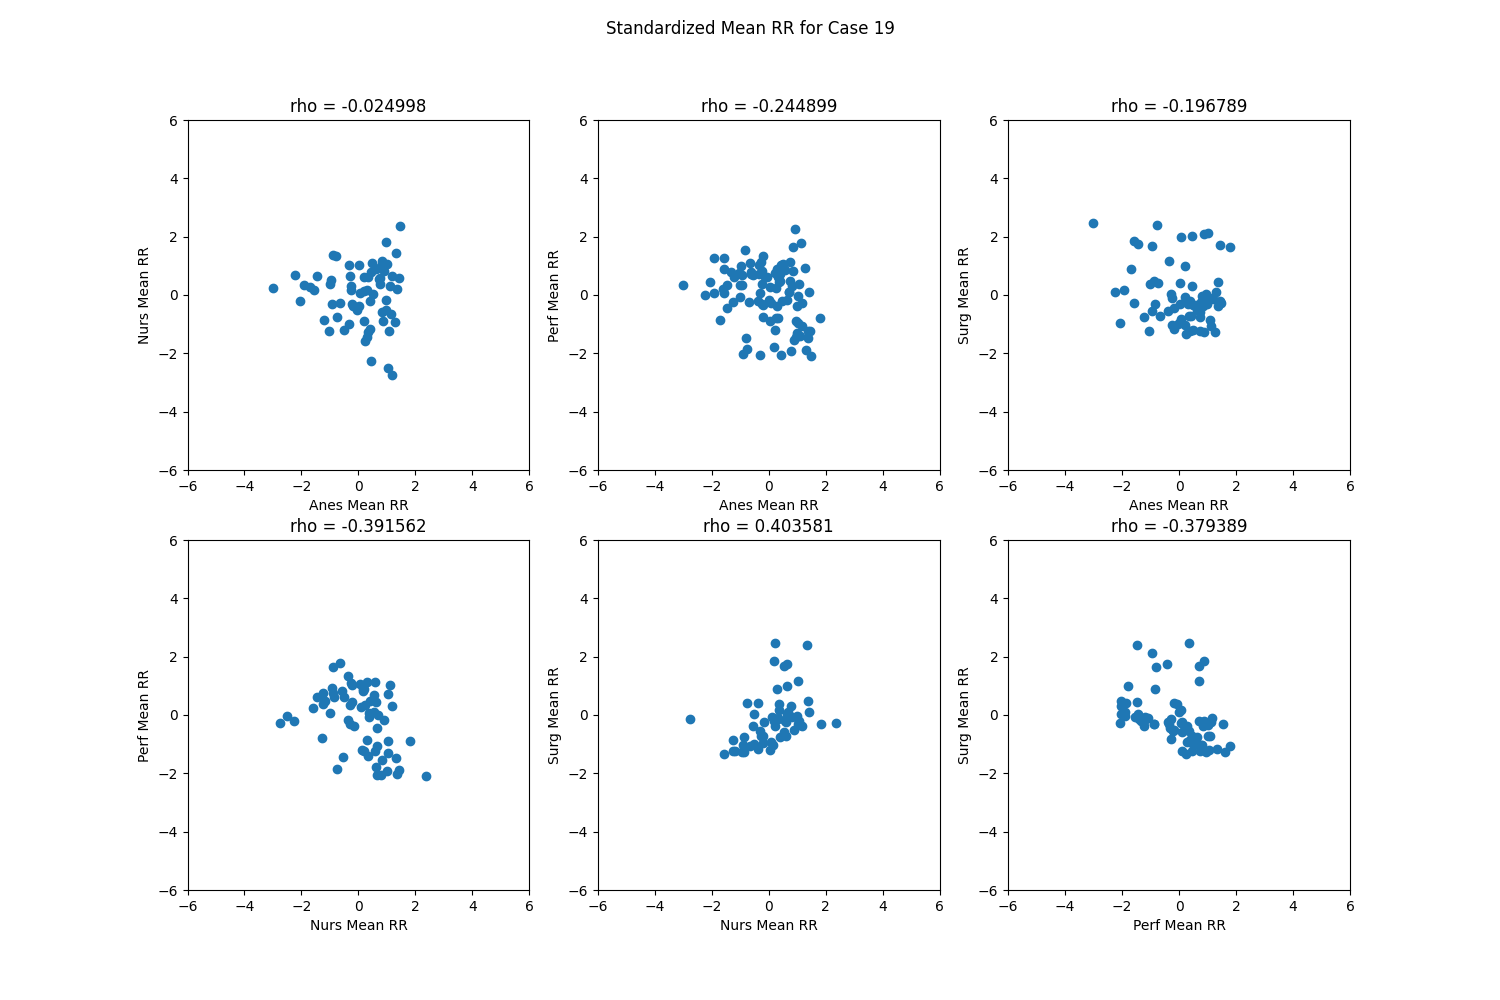 Standardized Mean RR for Case 19
rho = -0.024998
6
4
2
0
−2
−4
−6
Nurs Mean RR
−6 −4 −2 0 2 4 6
Anes Mean RR
rho = -0.244899
6
4
2
0
−2
−4
−6
Perf Mean RR
−6 −4 −2 0 2 4 6
Anes Mean RR
rho = -0.196789
6
4
2
0
−2
−4
−6
Surg Mean RR
−6 −4 −2 0 2 4 6
Anes Mean RR
rho = -0.391562
6
4
2
0
−2
−4
−6
Perf Mean RR
−6 −4 −2 0 2 4 6
Nurs Mean RR
rho = 0.403581
6
4
2
0
−2
−4
−6
Surg Mean RR
−6 −4 −2 0 2 4 6
Nurs Mean RR
rho = -0.379389
6
4
2
0
−2
−4
−6
Surg Mean RR
−6 −4 −2 0 2 4 6
Perf Mean RR